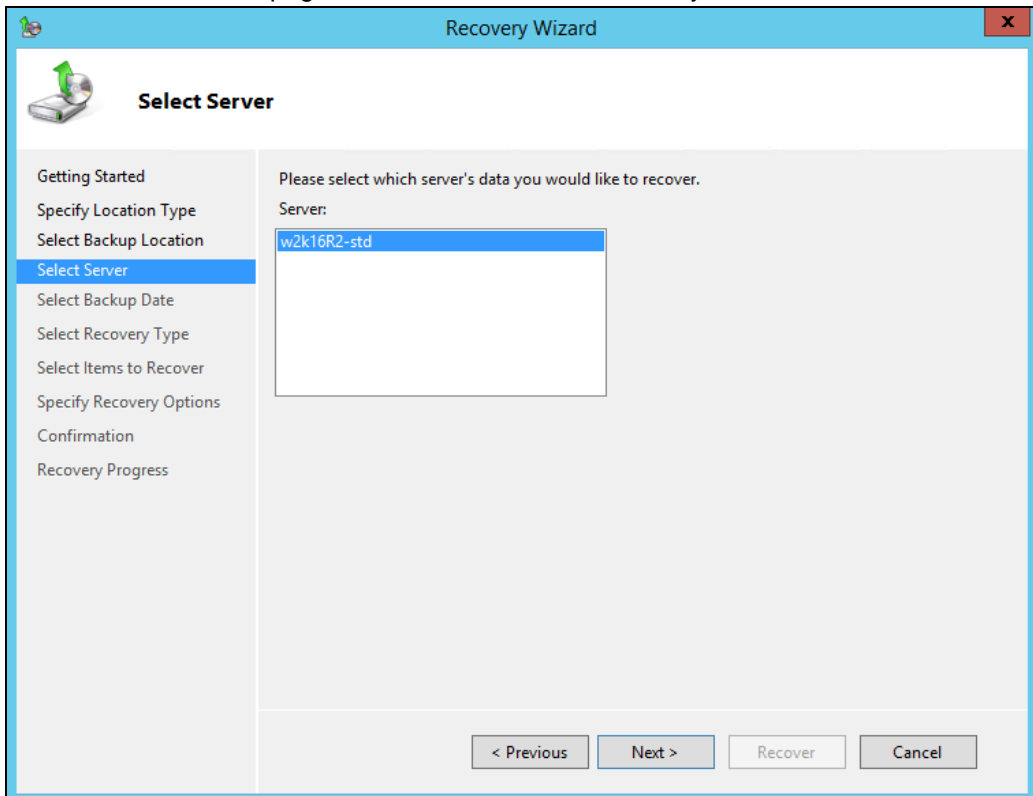 Recovery Wizard
x
Select Server
Getting Started
Specify Location Type
Select Backup Location
Select Server
Select Backup Date
Select Recovery Type
Select Items to Recover
Specify Recovery Options
Confirmation
Recovery Progress
Please select which server's data you would like to recover.
Server:
w2k16R2-std
< Previous
Next >
Recover
Cancel